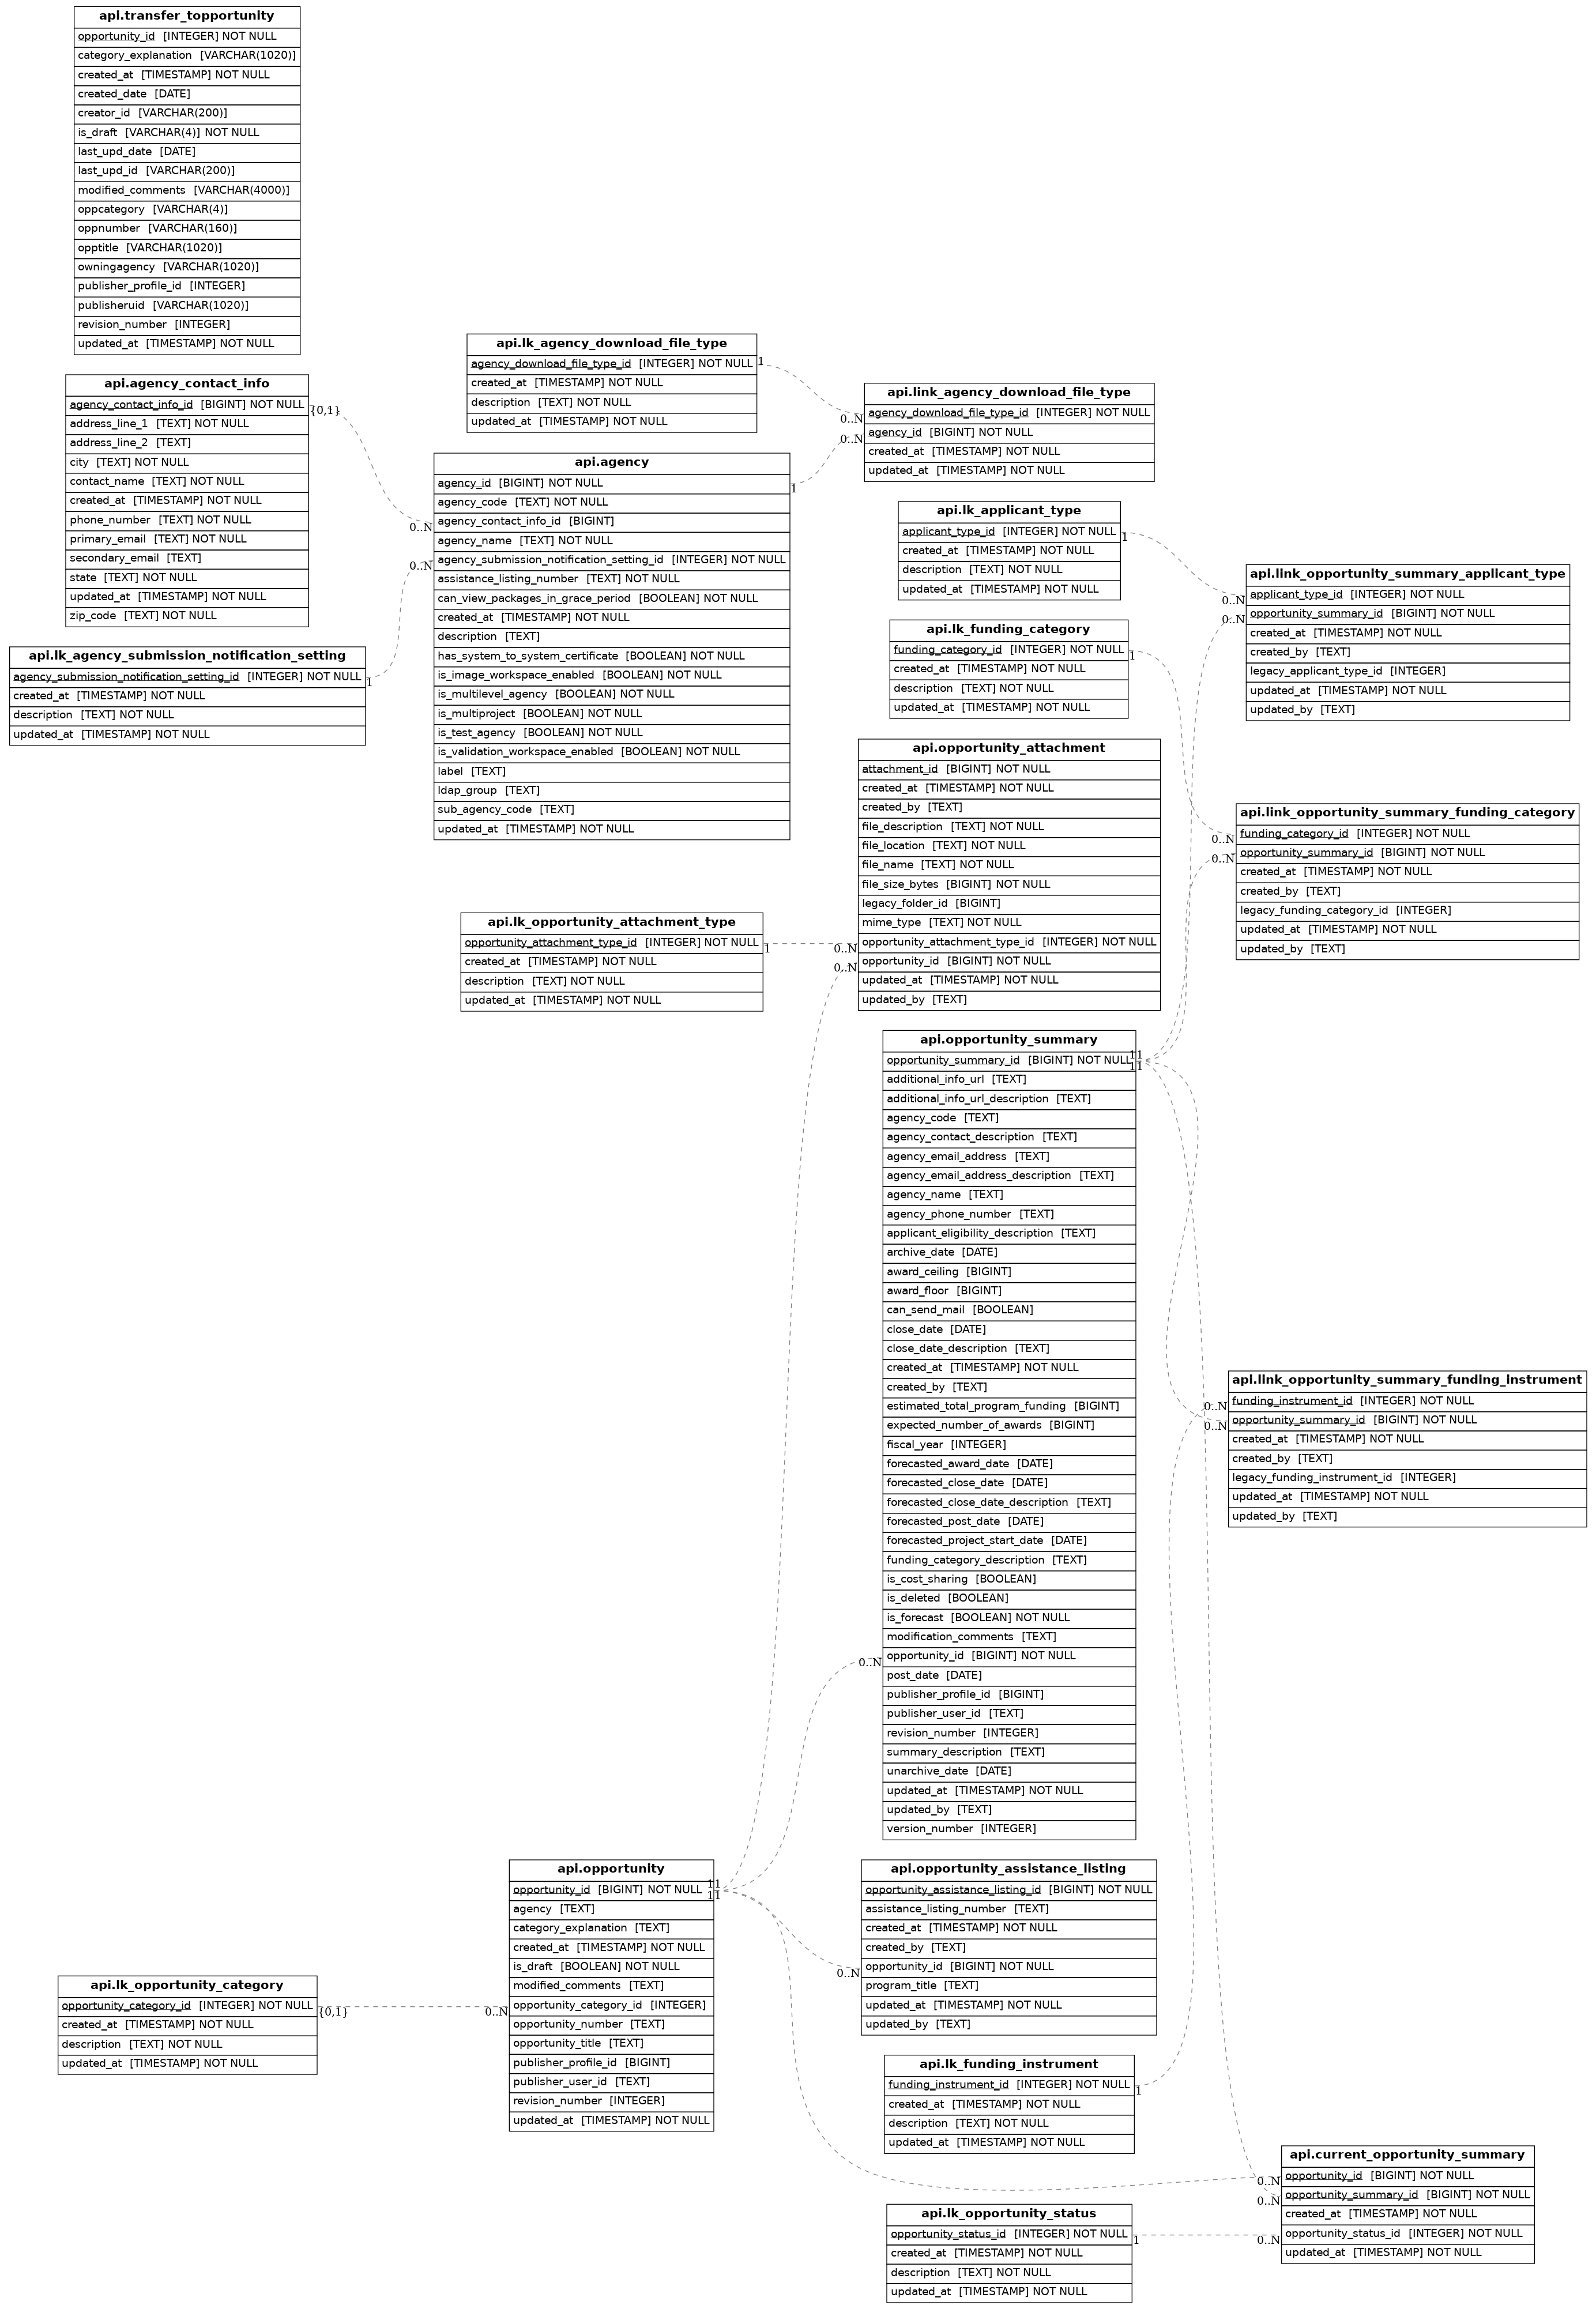 api.transfer_topportunity
opportunity_id [INTEGER] NOT NULL
category_explanation [VARCHAR(1020)]
created_at [TIMESTAMP] NOT NULL
created_date [DATE]
creator_id [VARCHAR(200)]
is_draft [VARCHAR(4)] NOT NULL
last_upd_date [DATE]
last_upd_id [VARCHAR(200)]
modified_comments [VARCHAR(4000)]
oppcategory [VARCHAR(4)]
oppnumber [VARCHAR(160)]
opptitle [VARCHAR(1020)]
owningagency [VARCHAR(1020)]
publisher_profile_id [INTEGER]
publisheruid [VARCHAR(1020)]
revision_number [INTEGER]
updated_at [TIMESTAMP] NOT NULL
api.agency_contact_info
agency_contact_info_id [BIGINT] NOT NULL
address_line_1 [TEXT] NOT NULL
address_line_2 [TEXT]
city [TEXT] NOT NULL
contact_name [TEXT] NOT NULL
created_at [TIMESTAMP] NOT NULL
phone_number [TEXT] NOT NULL
primary_email [TEXT] NOT NULL
secondary_email [TEXT]
state [TEXT] NOT NULL
updated_at [TIMESTAMP] NOT NULL
zip_code [TEXT] NOT NULL
{0,1}
0..N
api.lk_agency_submission_notification_setting
agency_submission_notification_setting_id [INTEGER] NOT NULL
created_at [TIMESTAMP] NOT NULL
description [TEXT] NOT NULL
updated_at [TIMESTAMP] NOT NULL
1
0..N
api.lk_agency_download_file_type
agency_download_file_type_id [INTEGER] NOT NULL
created_at [TIMESTAMP] NOT NULL
description [TEXT] NOT NULL
updated_at [TIMESTAMP] NOT NULL
1
0..N
api.agency
agency_id [BIGINT] NOT NULL
agency_code [TEXT] NOT NULL
agency_contact_info_id [BIGINT]
agency_name [TEXT] NOT NULL
agency_submission_notification_setting_id [INTEGER] NOT NULL
assistance_listing_number [TEXT] NOT NULL
can_view_packages_in_grace_period [BOOLEAN] NOT NULL
created_at [TIMESTAMP] NOT NULL
description [TEXT]
has_system_to_system_certificate [BOOLEAN] NOT NULL
is_image_workspace_enabled [BOOLEAN] NOT NULL
is_multilevel_agency [BOOLEAN] NOT NULL
is_multiproject [BOOLEAN] NOT NULL
is_test_agency [BOOLEAN] NOT NULL
is_validation_workspace_enabled [BOOLEAN] NOT NULL
label [TEXT]
ldap_group [TEXT]
sub_agency_code [TEXT]
updated_at [TIMESTAMP] NOT NULL
1
0..N
api.link_agency_download_file_type
agency_download_file_type_id [INTEGER] NOT NULL
agency_id [BIGINT] NOT NULL
created_at [TIMESTAMP] NOT NULL
updated_at [TIMESTAMP] NOT NULL
api.lk_applicant_type
applicant_type_id [INTEGER] NOT NULL
created_at [TIMESTAMP] NOT NULL
description [TEXT] NOT NULL
updated_at [TIMESTAMP] NOT NULL
1
0..N
0..N
api.link_opportunity_summary_applicant_type
applicant_type_id [INTEGER] NOT NULL
opportunity_summary_id [BIGINT] NOT NULL
created_at [TIMESTAMP] NOT NULL
created_by [TEXT]
legacy_applicant_type_id [INTEGER]
updated_at [TIMESTAMP] NOT NULL
updated_by [TEXT]
api.lk_funding_category
funding_category_id [INTEGER] NOT NULL
created_at [TIMESTAMP] NOT NULL
description [TEXT] NOT NULL
updated_at [TIMESTAMP] NOT NULL
1
0..N
0..N
api.link_opportunity_summary_funding_category
funding_category_id [INTEGER] NOT NULL
opportunity_summary_id [BIGINT] NOT NULL
created_at [TIMESTAMP] NOT NULL
created_by [TEXT]
legacy_funding_category_id [INTEGER]
updated_at [TIMESTAMP] NOT NULL
updated_by [TEXT]
api.opportunity_attachment
attachment_id [BIGINT] NOT NULL
created_at [TIMESTAMP] NOT NULL
created_by [TEXT]
file_description [TEXT] NOT NULL
file_location [TEXT] NOT NULL
file_name [TEXT] NOT NULL
file_size_bytes [BIGINT] NOT NULL
legacy_folder_id [BIGINT]
mime_type [TEXT] NOT NULL
opportunity_attachment_type_id [INTEGER] NOT NULL
opportunity_id [BIGINT] NOT NULL
updated_at [TIMESTAMP] NOT NULL
updated_by [TEXT]
api.lk_opportunity_attachment_type
opportunity_attachment_type_id [INTEGER] NOT NULL
created_at [TIMESTAMP] NOT NULL
description [TEXT] NOT NULL
updated_at [TIMESTAMP] NOT NULL
1
0..N
0..N
api.opportunity_summary
opportunity_summary_id [BIGINT] NOT NULL
additional_info_url [TEXT]
additional_info_url_description [TEXT]
agency_code [TEXT]
agency_contact_description [TEXT]
agency_email_address [TEXT]
agency_email_address_description [TEXT]
agency_name [TEXT]
agency_phone_number [TEXT]
applicant_eligibility_description [TEXT]
archive_date [DATE]
award_ceiling [BIGINT]
award_floor [BIGINT]
can_send_mail [BOOLEAN]
close_date [DATE]
close_date_description [TEXT]
created_at [TIMESTAMP] NOT NULL
created_by [TEXT]
estimated_total_program_funding [BIGINT]
expected_number_of_awards [BIGINT]
fiscal_year [INTEGER]
forecasted_award_date [DATE]
forecasted_close_date [DATE]
forecasted_close_date_description [TEXT]
forecasted_post_date [DATE]
forecasted_project_start_date [DATE]
funding_category_description [TEXT]
is_cost_sharing [BOOLEAN]
is_deleted [BOOLEAN]
is_forecast [BOOLEAN] NOT NULL
modification_comments [TEXT]
opportunity_id [BIGINT] NOT NULL
post_date [DATE]
publisher_profile_id [BIGINT]
publisher_user_id [TEXT]
revision_number [INTEGER]
summary_description [TEXT]
unarchive_date [DATE]
updated_at [TIMESTAMP] NOT NULL
updated_by [TEXT]
version_number [INTEGER]
11
11
0..N
api.link_opportunity_summary_funding_instrument
funding_instrument_id [INTEGER] NOT NULL
opportunity_summary_id [BIGINT] NOT NULL
created_at [TIMESTAMP] NOT NULL
created_by [TEXT]
legacy_funding_instrument_id [INTEGER]
updated_at [TIMESTAMP] NOT NULL
updated_by [TEXT]
0..N
0..N
api.opportunity
opportunity_id [BIGINT] NOT NULL
agency [TEXT]
category_explanation [TEXT]
created_at [TIMESTAMP] NOT NULL
is_draft [BOOLEAN] NOT NULL
modified_comments [TEXT]
opportunity_category_id [INTEGER]
opportunity_number [TEXT]
opportunity_title [TEXT]
publisher_profile_id [BIGINT]
publisher_user_id [TEXT]
revision_number [INTEGER]
updated_at [TIMESTAMP] NOT NULL
11
11
api.lk_opportunity_category
opportunity_category_id [INTEGER] NOT NULL
created_at [TIMESTAMP] NOT NULL
description [TEXT] NOT NULL
updated_at [TIMESTAMP] NOT NULL
{0,1}
0..N
api.opportunity_assistance_listing
opportunity_assistance_listing_id [BIGINT] NOT NULL
assistance_listing_number [TEXT]
created_at [TIMESTAMP] NOT NULL
created_by [TEXT]
opportunity_id [BIGINT] NOT NULL
program_title [TEXT]
updated_at [TIMESTAMP] NOT NULL
updated_by [TEXT]
0..N
api.lk_funding_instrument
funding_instrument_id [INTEGER] NOT NULL
created_at [TIMESTAMP] NOT NULL
description [TEXT] NOT NULL
updated_at [TIMESTAMP] NOT NULL
1
api.current_opportunity_summary
opportunity_id [BIGINT] NOT NULL
opportunity_summary_id [BIGINT] NOT NULL
created_at [TIMESTAMP] NOT NULL
opportunity_status_id [INTEGER] NOT NULL
updated_at [TIMESTAMP] NOT NULL
0..N
0..N
0..N
api.lk_opportunity_status
opportunity_status_id [INTEGER] NOT NULL
created_at [TIMESTAMP] NOT NULL
description [TEXT] NOT NULL
updated_at [TIMESTAMP] NOT NULL
1